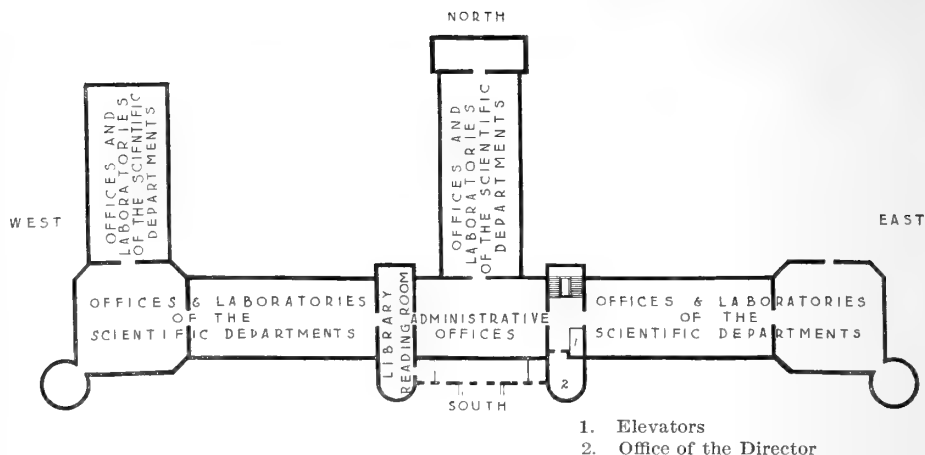 NORTH
OFFICES AND
LABORATORIES
OF THE SCIENTIFIC
DEPARTMENTS
OFFICES AND
LABORATORIES
OF THE SCIENTIFIC
DEPARTMENTS
WEST
EAST
OFFICES & LABORATORIES
OF THE
SCIENTIFIC DEPARTMENTS
LIBRARY
READING ROOM
ADMINISTRATIVE
OFFICES
OFFICES & LABORATORIES
OF THE
SCIENTIFIC DEPARTMENTS
1
2
SOUTH
1. Elevators
2. Office of the Director